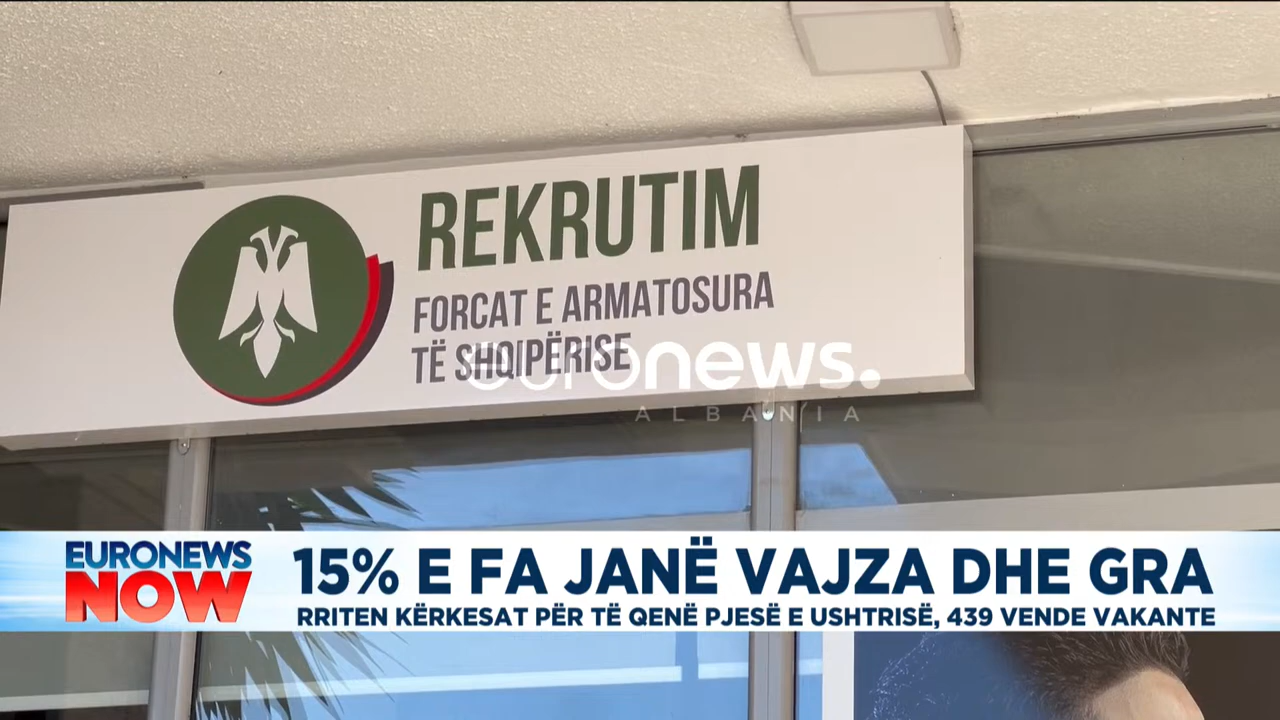 REKRUTIM
FORCAT E ARMATOSURA
TË SHQIPËRISE
euronews.
ALBANIA
EURONEWS
NOW
15% E FA JANË VAJZA DHE GRA
RRITEN KËRKESAT PËR TË QENË PJESË E USHTRISË, 439 VENDE VAKANTE